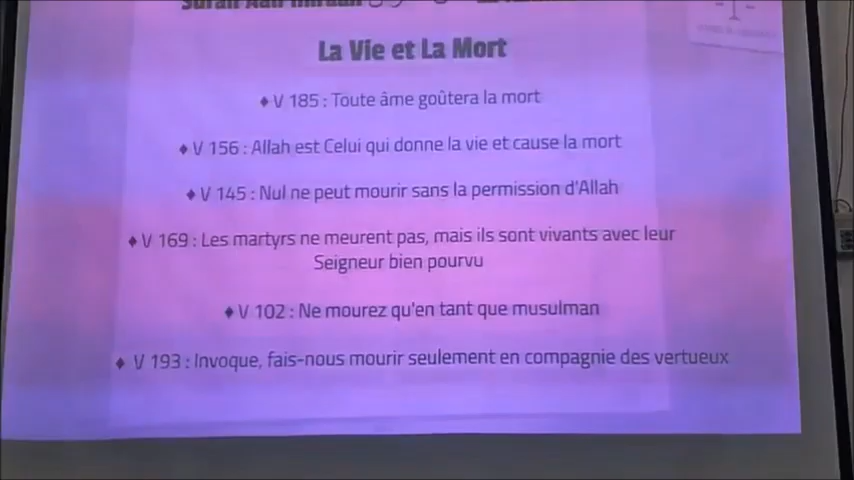 Surah Aali Imraan
La Vie et La Mort
♦ V 185 : Toute âme goûtera la mort
♦ V 156 : Allah est Celui qui donne la vie et cause la mort
♦ V 145 : Nul ne peut mourir sans la permission d'Allah
♦ V 169 : Les martyrs ne meurent pas, mais ils sont vivants avec leur
Seigneur bien pourvu
♦ V 102 : Ne mourez qu'en tant que musulman
♦ V 193 : Invoque, fais-nous mourir seulement en compagnie des vertueux